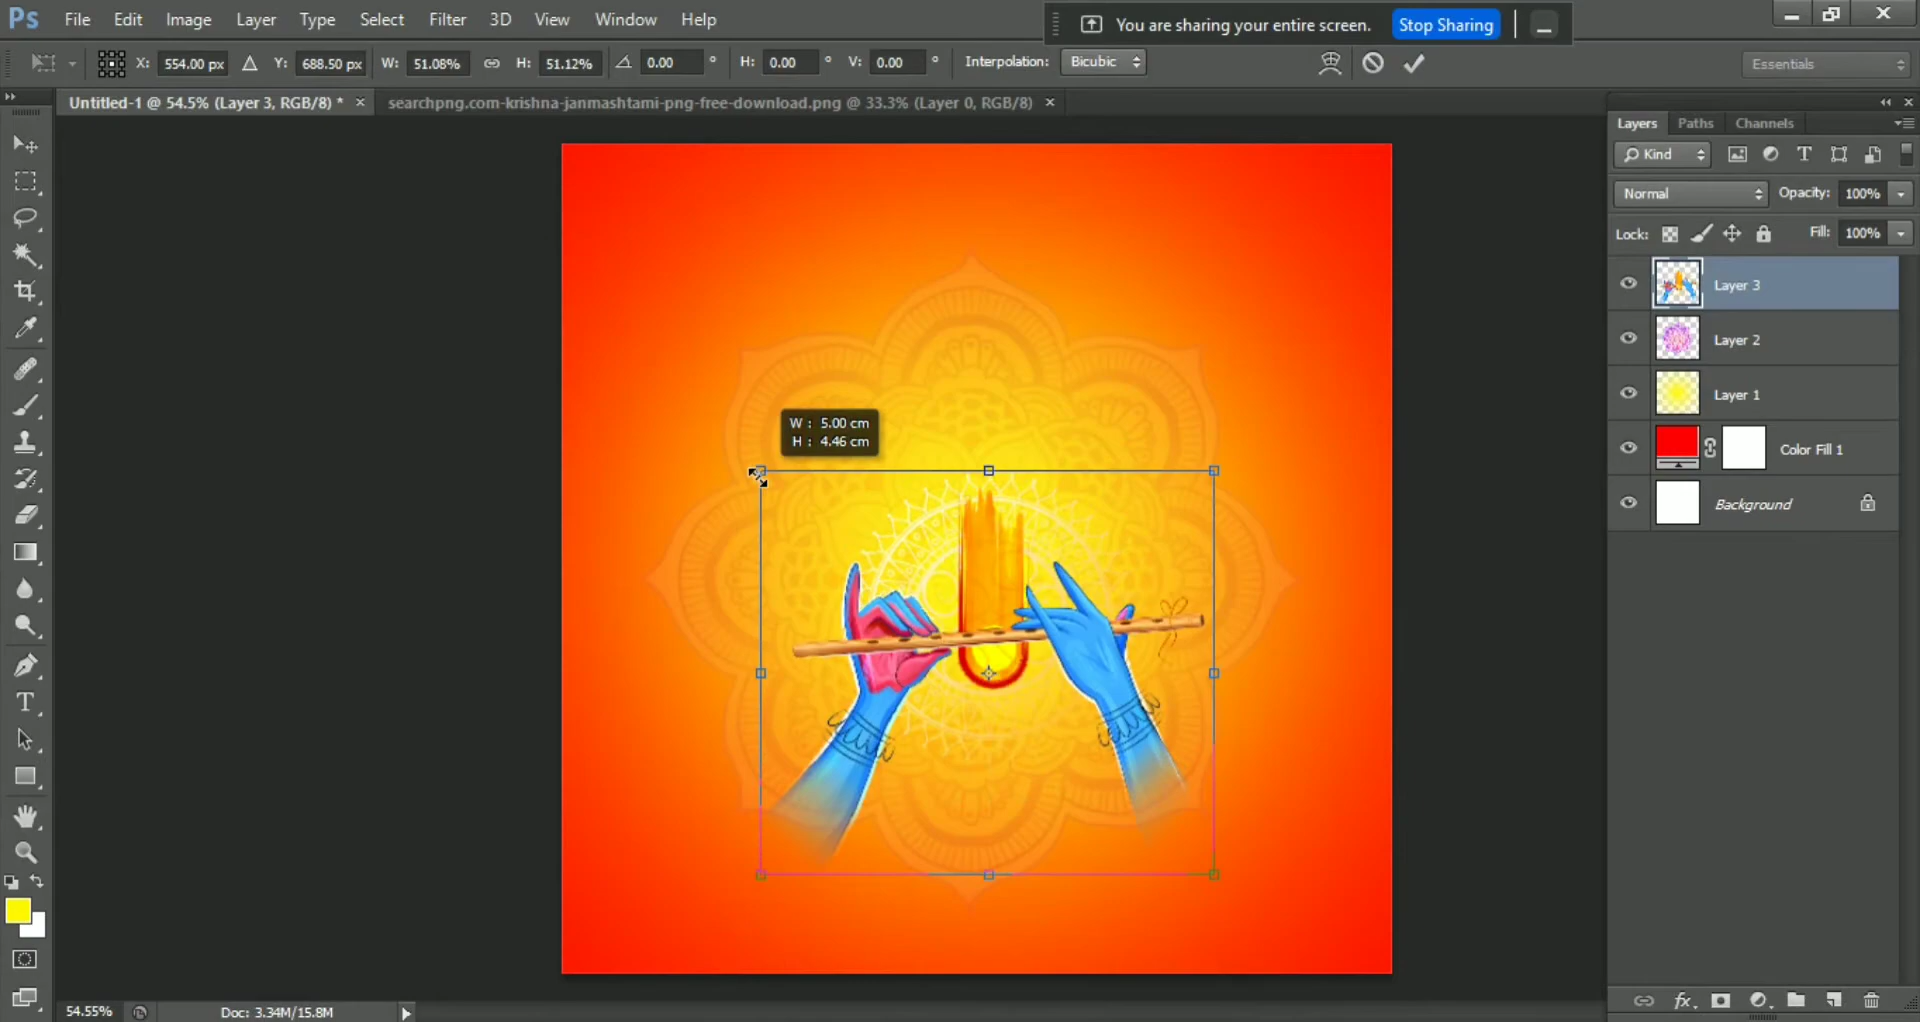 Ps File Edit Image Layer Type Select Filter 3D View Window Help
You are sharing your entire screen. Stop Sharing
X: 554.00 px Y: 688.50 px W: 51.08% H: 51.12% 0.00 ° H: 0.00 ° V: 0.00 ° Interpolation: Bicubic Essentials
Untitled-1 @ 54.5% (Layer 3, RGB/8) * × searchpng.com-krishna-janmashtami-png-free-download.png @ 33.3% (Layer 0, RGB/8) ×
Layers Paths Channels
Kind
Normal Opacity: 100%
Lock: Fill: 100%
Layer 3
Layer 2
Layer 1
Color Fill 1
Background
W : 5.00 cm
H : 4.46 cm
54.55% Doc: 3.34M/15.8M